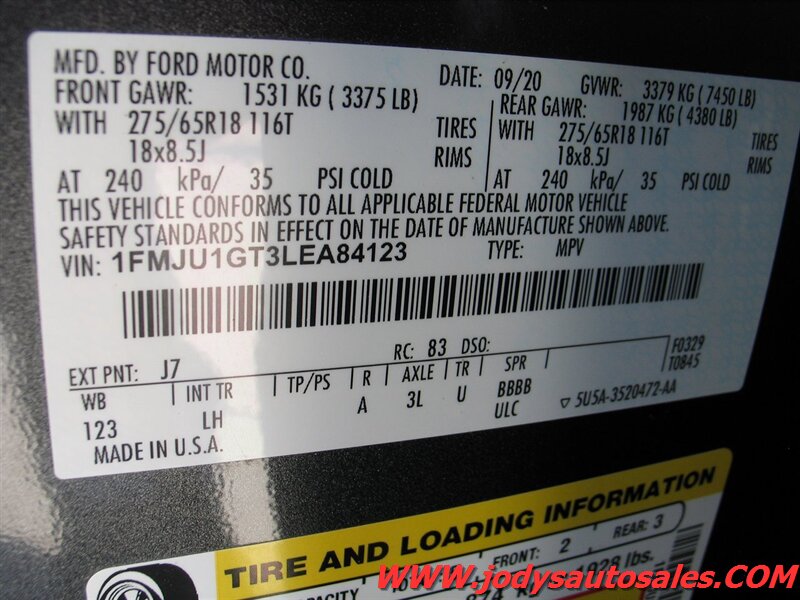 MFD. BY FORD MOTOR CO.
DATE: 09/20 GVWR: 3379 KG ( 7450 LB)
FRONT GAWR: 1531 KG ( 3375 LB) REAR GAWR: 1987 KG ( 4380 LB)
WITH 275/65R18 116T TIRES WITH 275/65R18 116T TIRES
18x8.5J RIMS 18x8.5J RIMS
AT 240 kPa/ 35 PSI COLD AT 240 kPa/ 35 PSI COLD
THIS VEHICLE CONFORMS TO ALL APPLICABLE FEDERAL MOTOR VEHICLE
SAFETY STANDARDS IN EFFECT ON THE DATE OF MANUFACTURE SHOWN ABOVE.
VIN: 1FMJU1GT3LEA84123 TYPE: MPV
EXT PNT: J7 RC: 83 DSO: F0329
T0845
WB INT TR TP/PS R AXLE TR SPR
123 LH A 3L U BBBB
ULC ▽ 5U5A-3520472-AA
MADE IN U.S.A.
TIRE AND LOADING INFORMATION
FRONT: 2 REAR: 3
www.jodysautosales.com